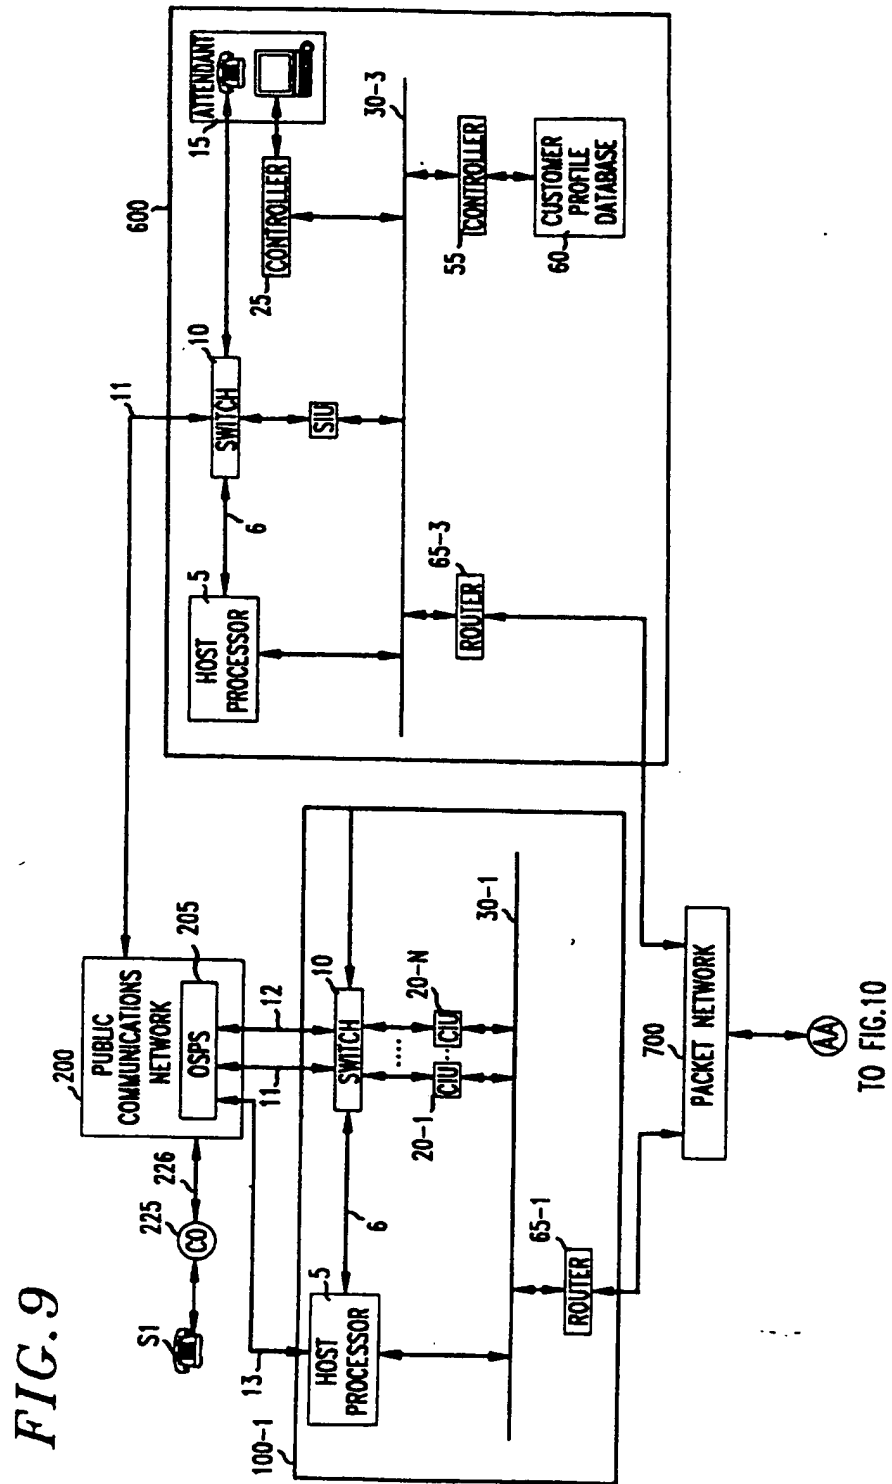 FIG. 9
S1
225
CO
226
200
PUBLIC
COMMUNICATIONS
NETWORK
205
OSPS
13
11
12
11
100-1
5
HOST
PROCESSOR
6
10
SWITCH
20-1
CIU
.....
..
20-N
CIU
30-1
65-1
ROUTER
600
5
HOST
PROCESSOR
6
10
SWITCH
SIU
15
ATTENDANT
25
CONTROLLER
30-3
65-3
ROUTER
55
CONTROLLER
60
CUSTOMER
PROFILE
DATABASE
700
PACKET NETWORK
AA
TO FIG.10